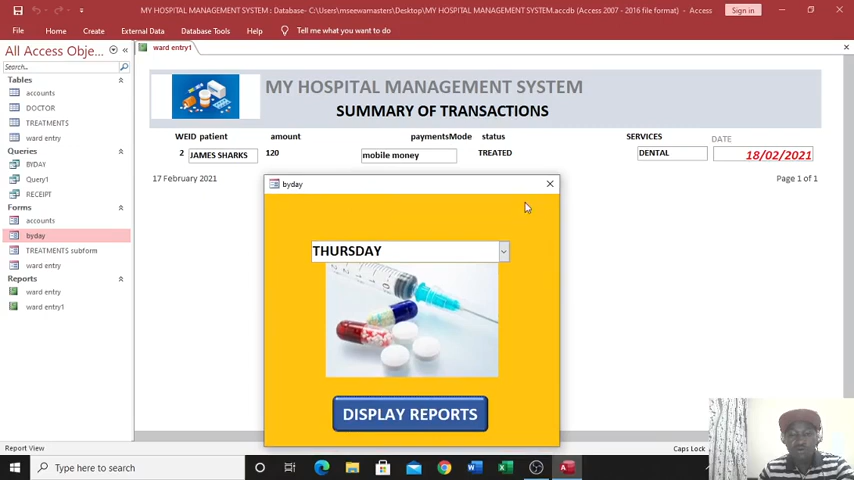 MY HOSPITAL MANAGEMENT SYSTEM : Database- C:\Users\mseewamasters\Desktop\MY HOSPITAL MANAGEMENT SYSTEM.accdb (Access 2007 - 2016 file format) - Access
Sign in
File Home Create External Data Database Tools Help Tell me what you want to do
All Access Obje...
ward entry1
Search...
Tables
accounts
DOCTOR
TREATMENTS
ward entry
Queries
BYDAY
Query1
RECEIPT
Forms
accounts
byday
TREATMENTS subform
ward entry
Reports
ward entry
ward entry1
MY HOSPITAL MANAGEMENT SYSTEM
SUMMARY OF TRANSACTIONS
WEID patient amount paymentsMode status SERVICES DATE
2 JAMES SHARKS 120 mobile money TREATED DENTAL 18/02/2021
17 February 2021 Page 1 of 1
byday
THURSDAY
DISPLAY REPORTS
Report View Caps Lock
Type here to search